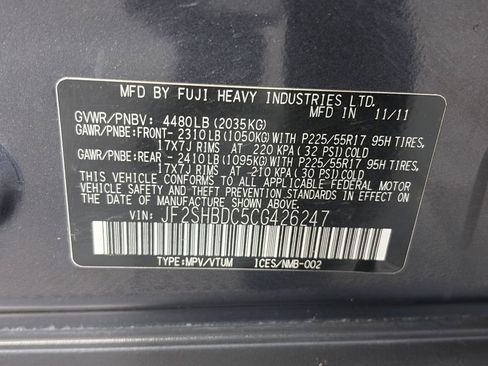 MFD BY FUJI HEAVY INDUSTRIES LTD.
MFD IN 11/11
GVWR/PNBV: 4480LB(2035KG)
GAWR/PNBE:FRONT- 2310LB(1050KG)WITH P225/55R17 95H TIRES,
17X7J RIMS AT 220 KPA(32 PSI)COLD
GAWR/PNBE:REAR - 2410LB(1095KG)WITH P225/55R17 95H TIRES,
17X7J RIMS AT 210 KPA(30 PSI)COLD
THIS VEHICLE CONFORMS TO ALL APPLICABLE FEDERAL MOTOR
VEHICLE SAFETY AND THEFT PREVENTION STANDARDS IN EFFECT
ON THE DATE OF MANUFACTURE SHOWN ABOVE.
VIN: JF2SHBDC5CG426247
TYPE:MPV/VTUM ICES/NMB-002